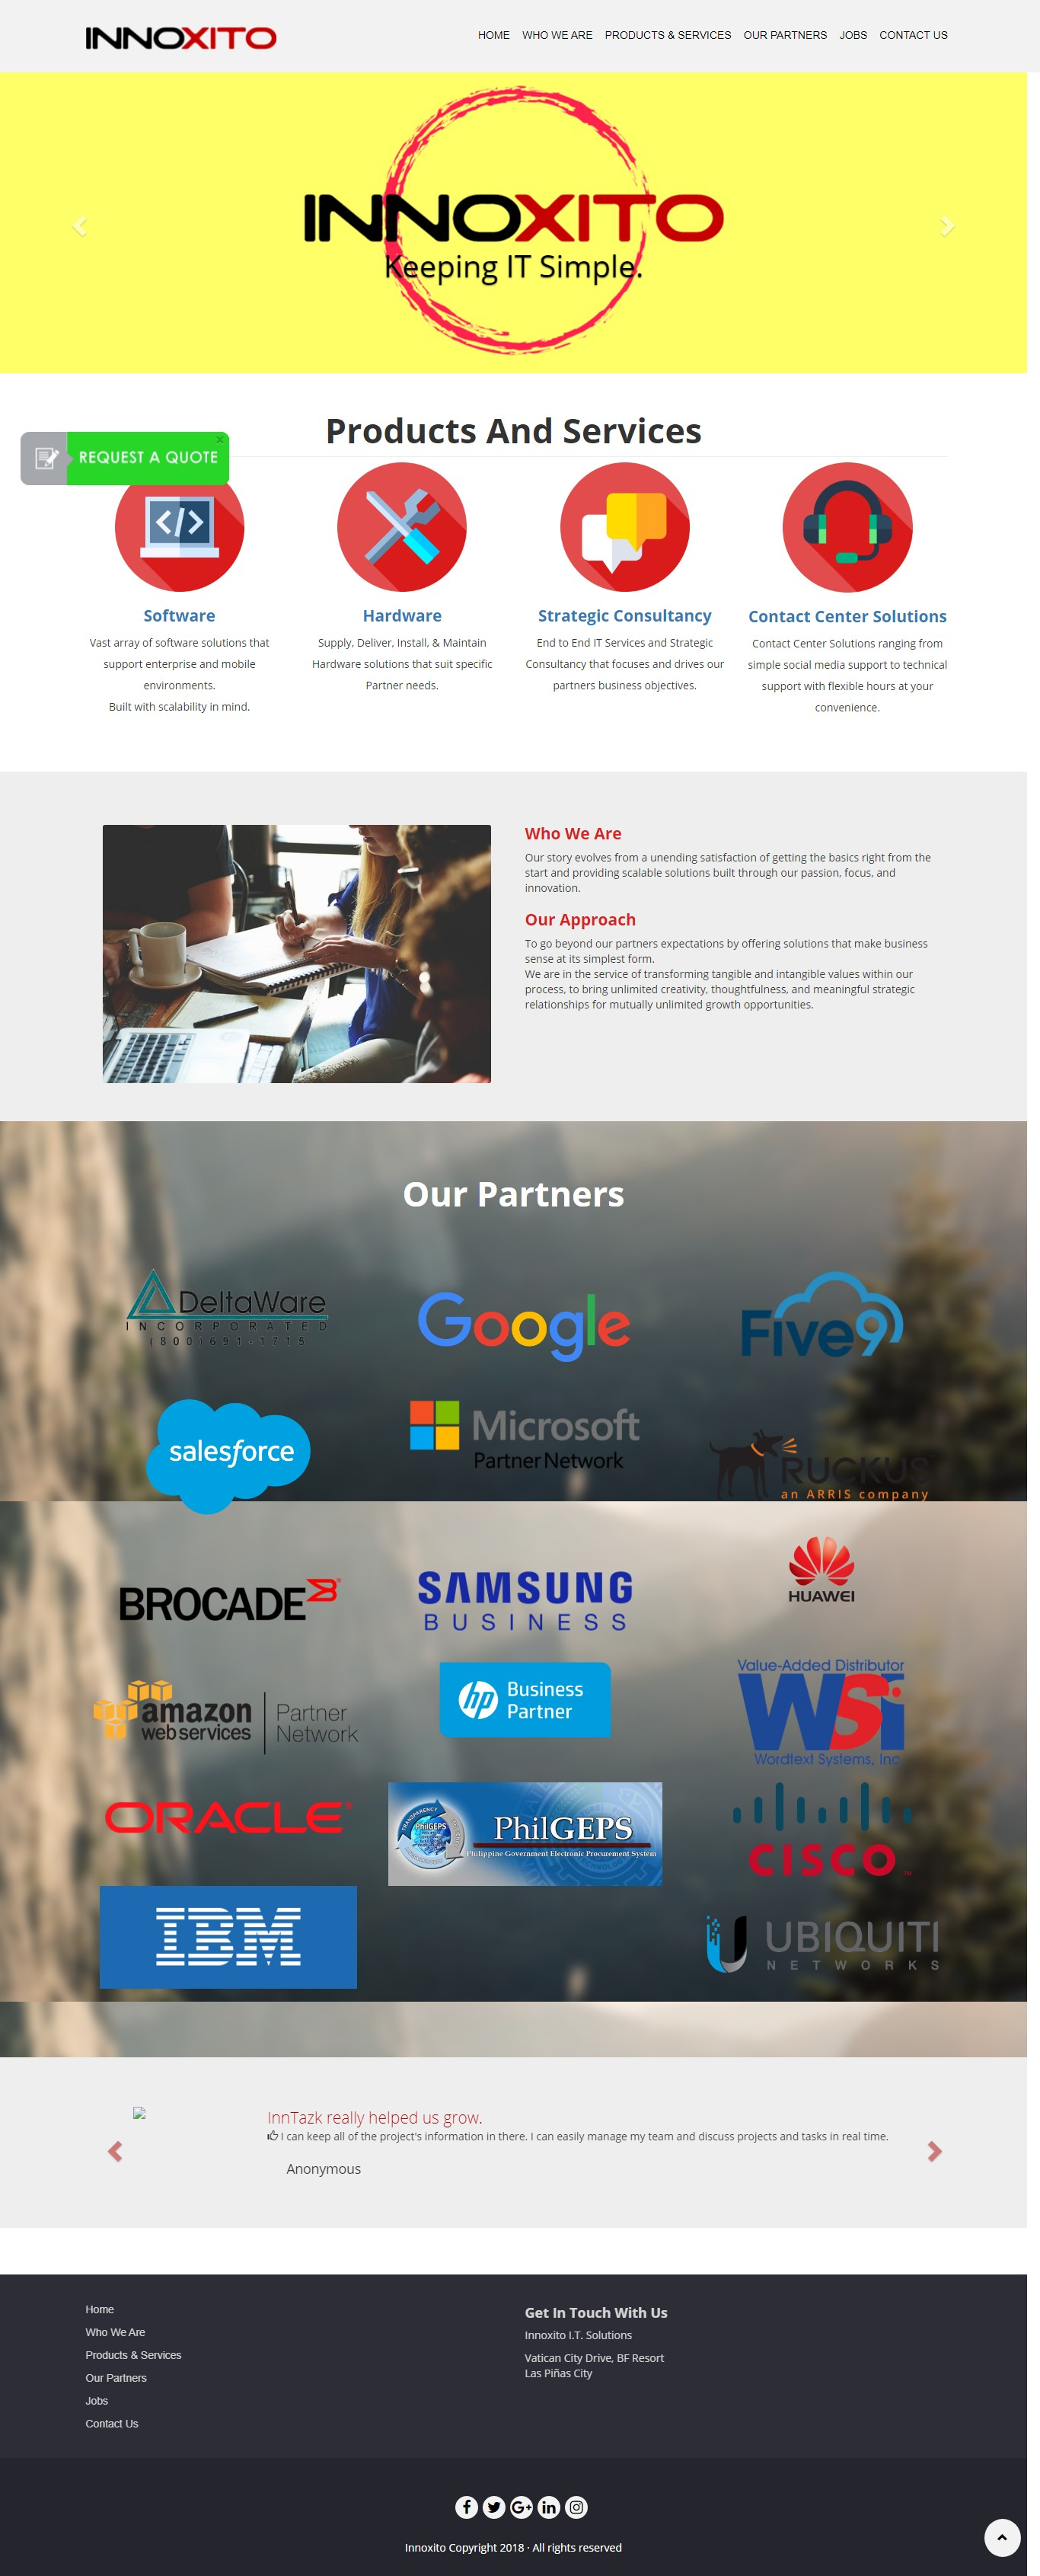 INNOXITO
HOME WHO WE ARE PRODUCTS & SERVICES OUR PARTNERS JOBS CONTACT US
INNOXITO
Keeping IT Simple.
Products And Services
REQUEST A QUOTE
Software
Vast array of software solutions that
support enterprise and mobile
environments.
Built with scalability in mind.
Hardware
Supply, Deliver, Install, & Maintain
Hardware solutions that suit specific
Partner needs.
Strategic Consultancy
End to End IT Services and Strategic
Consultancy that focuses and drives our
partners business objectives.
Contact Center Solutions
Contact Center Solutions ranging from
simple social media support to technical
support with flexible hours at your
convenience.
Who We Are
Our story evolves from a unending satisfaction of getting the basics right from the
start and providing scalable solutions built through our passion, focus, and
innovation.
Our Approach
To go beyond our partners expectations by offering solutions that make business
sense at its simplest form.
We are in the service of transforming tangible and intangible values within our
process, to bring unlimited creativity, thoughtfulness, and meaningful strategic
relationships for mutually unlimited growth opportunities.
Our Partners
DeltaWare
INCORPORATED
(800)691-1715
Google
Five9
salesforce
Microsoft
Partner Network
RUCKUS
an ARRIS company
BROCADE
SAMSUNG
BUSINESS
HUAWEI
amazon
web services
Partner
Network
hp
Business
Partner
Value-Added Distributor
WSI
Wordtext Systems, Inc.
ORACLE
TRANSPARENCY
PhilGEPS
PhilGEPS
Philippine Government Electronic Procurement System
CISCO
IBM
UBIQUITI
NETWORKS
InnTazk really helped us grow.
I can keep all of the project's information in there. I can easily manage my team and discuss projects and tasks in real time.
Anonymous
Home
Who We Are
Products & Services
Our Partners
Jobs
Contact Us
Get In Touch With Us
Innoxito I.T. Solutions
Vatican City Drive, BF Resort
Las Piñas City
Innoxito Copyright 2018 · All rights reserved